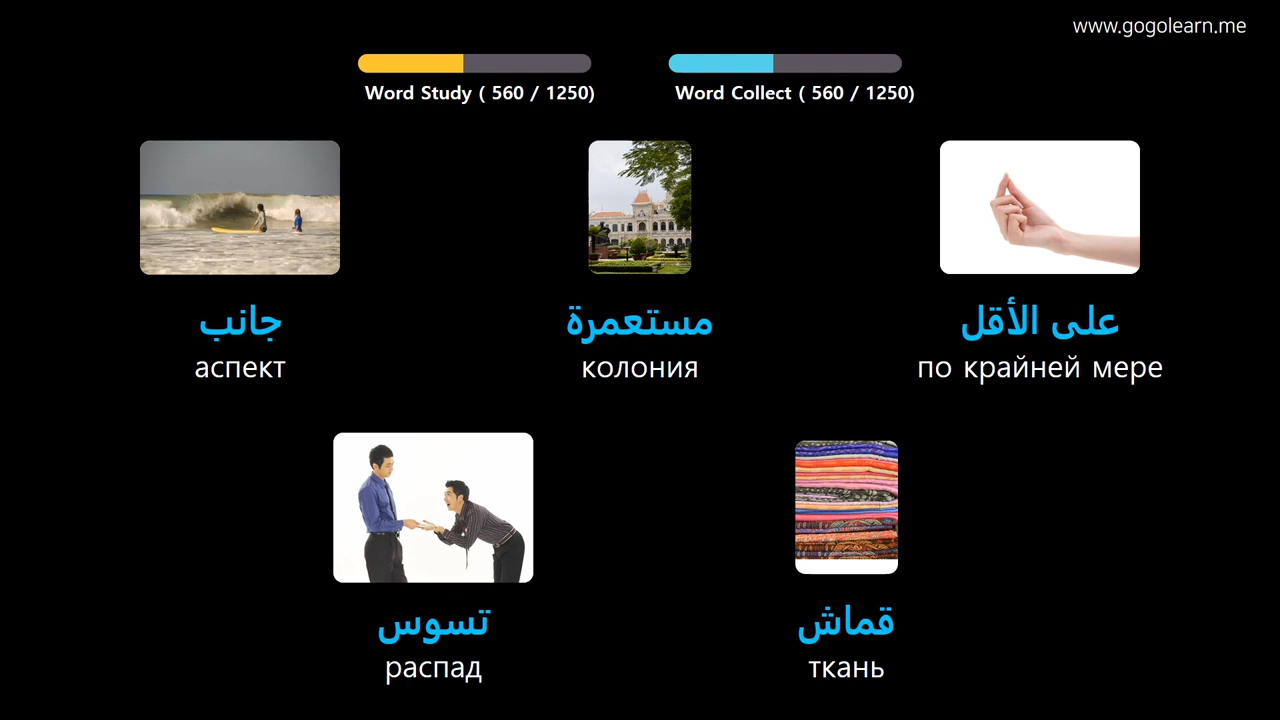 www.gogolearn.me
Word Study ( 560 / 1250)
Word Collect ( 560 / 1250)
جانب
аспект
مستعمرة
колония
على الأقل
по крайней мере
تسوس
распад
قماش
ткань